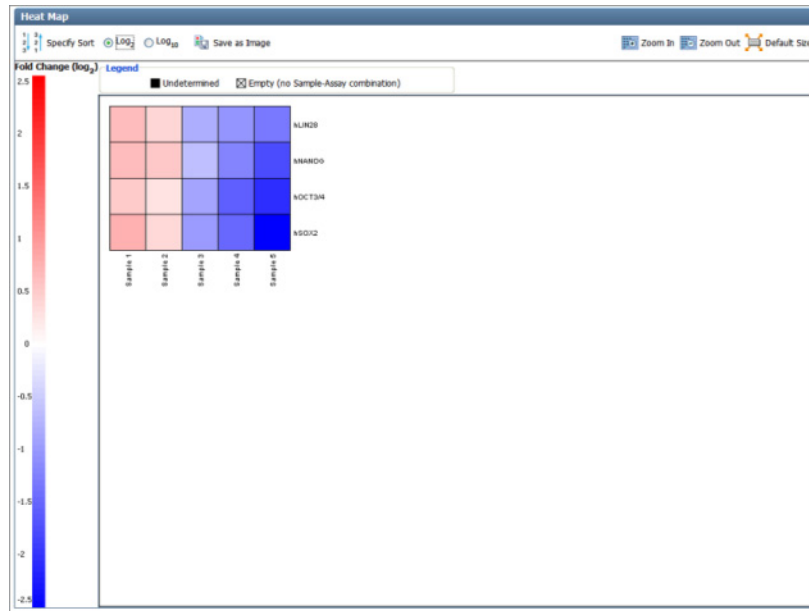 Heat Map
Specify Sort Log2 Log10 Save as Image Zoom In Zoom Out Default Size
Fold Change (log2)
Legend
Undetermined Empty (no Sample-Assay combination)
2.5
2
1.5
1
0.5
0
-0.5
-1
-1.5
-2
-2.5
hLIN28
hNANOG
hOCT3/4
hSOX2
Sample 1
Sample 2
Sample 3
Sample 4
Sample 5